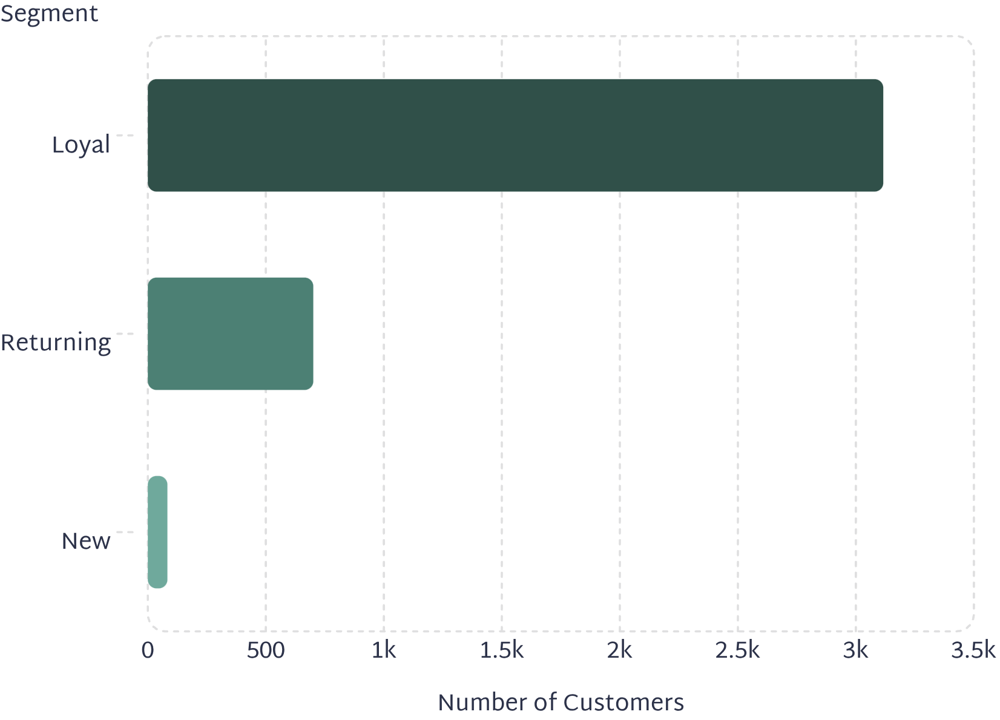 Segment
Loyal
Returning
New
0 500 1k 1.5k 2k 2.5k 3k 3.5k
Number of Customers